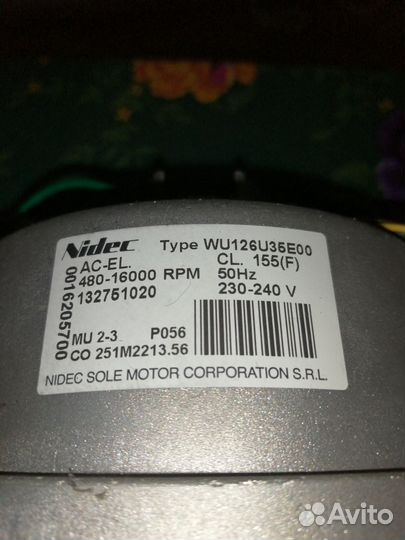 Nidec Type WU126U35E00
AC-EL. CL. 155(F)
480-16000 RPM 50Hz
132751020 230-240 V
0016205700
MU 2-3 P056
CO 251M2213.56
NIDEC SOLE MOTOR CORPORATION S.R.L.
Avito